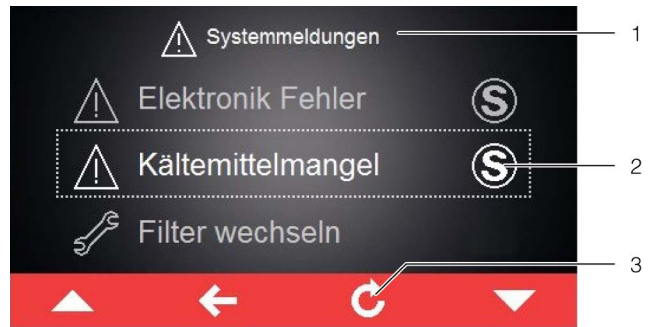 Systemmeldungen
1
Elektronik Fehler S
Kältemittelmangel S
2
Filter wechseln
3